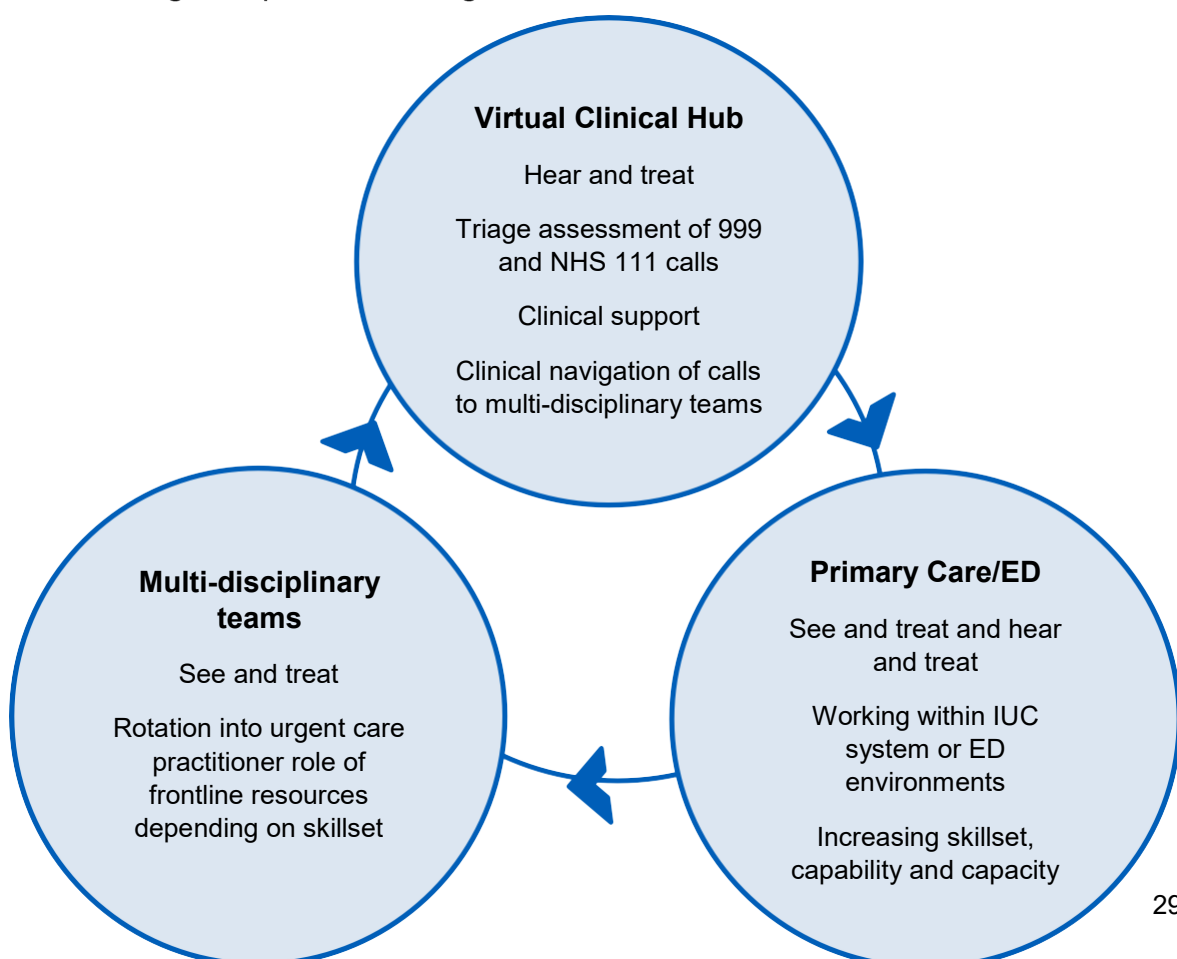 Virtual Clinical Hub
Hear and treat
Triage assessment of 999
and NHS 111 calls
Clinical support
Clinical navigation of calls
to multi-disciplinary teams
Multi-disciplinary
teams
See and treat
Rotation into urgent care
practitioner role of
frontline resources
depending on skillset
Primary Care/ED
See and treat and hear
and treat
Working within IUC
system or ED
environments
Increasing skillset,
capability and capacity
29